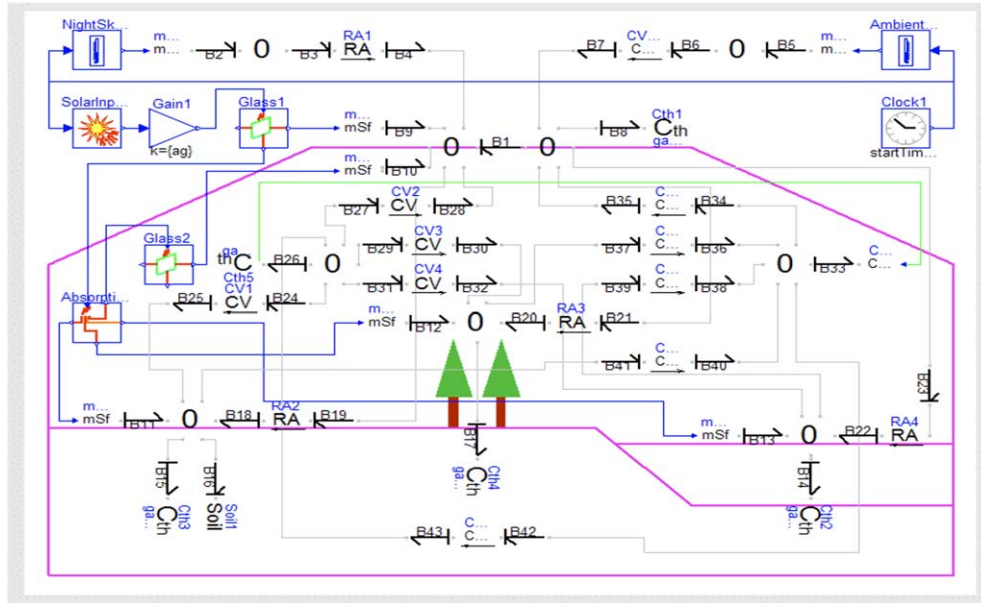 NightSk...
m...
m...
B2
0
B3
RA1
RA
B4
B7
CV...
C...
B6
0
B5
m...
m...
Ambient...
SolarInp...
Gain1
k={ag}
Glass1
m...
mSf
B9
B8
Cth1
Cth
ga...
Clock1
startTim...
0
B1
0
m...
mSf
B10
B27
CV2
CV
B28
B35
C...
C...
B34
Glass2
ga...
Cth
Cth5
B26
0
B29
CV3
CV
B30
B37
C...
C...
B36
0
B33
C...
C...
B25
CV1
CV
B24
B31
CV4
CV
B32
B39
C...
C...
B38
Absorpti...
m...
mSf
B12
0
B20
RA3
RA
B21
B41
C...
C...
B40
B23
m...
mSf
B11
0
B18
RA2
RA
B19
m...
mSf
B13
0
B22
RA4
RA
B15
B16
B17
B14
Cth3
Cth
ga...
Soil1
Soil
Cth4
Cth
ga...
Cth2
Cth
ga...
B43
C...
C...
B42